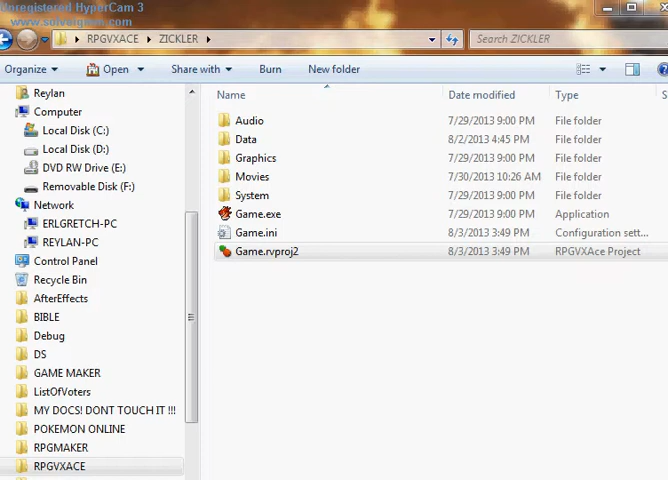 Unregistered HyperCam 3
RPGVXACE ZICKLER
Search ZICKLER
Organize Open Share with Burn New folder
Name Date modified Type
Reylan
Computer
Local Disk (C:)
Local Disk (D:)
DVD RW Drive (E:)
Removable Disk (F:)
Network
ERLGRETCH-PC
REYLAN-PC
Control Panel
Recycle Bin
AfterEffects
BIBLE
Debug
DS
GAME MAKER
ListOfVoters
MY DOCS! DONT TOUCH IT !!!
POKEMON ONLINE
RPGMAKER
RPGVXACE
Audio 7/29/2013 9:00 PM File folder
Data 8/2/2013 4:45 PM File folder
Graphics 7/29/2013 9:00 PM File folder
Movies 7/30/2013 10:26 AM File folder
System 7/29/2013 9:00 PM File folder
Game.exe 7/29/2013 9:00 PM Application
Game.ini 8/3/2013 3:49 PM Configuration sett...
Game.rvproj2 8/3/2013 3:49 PM RPGVXAce Project